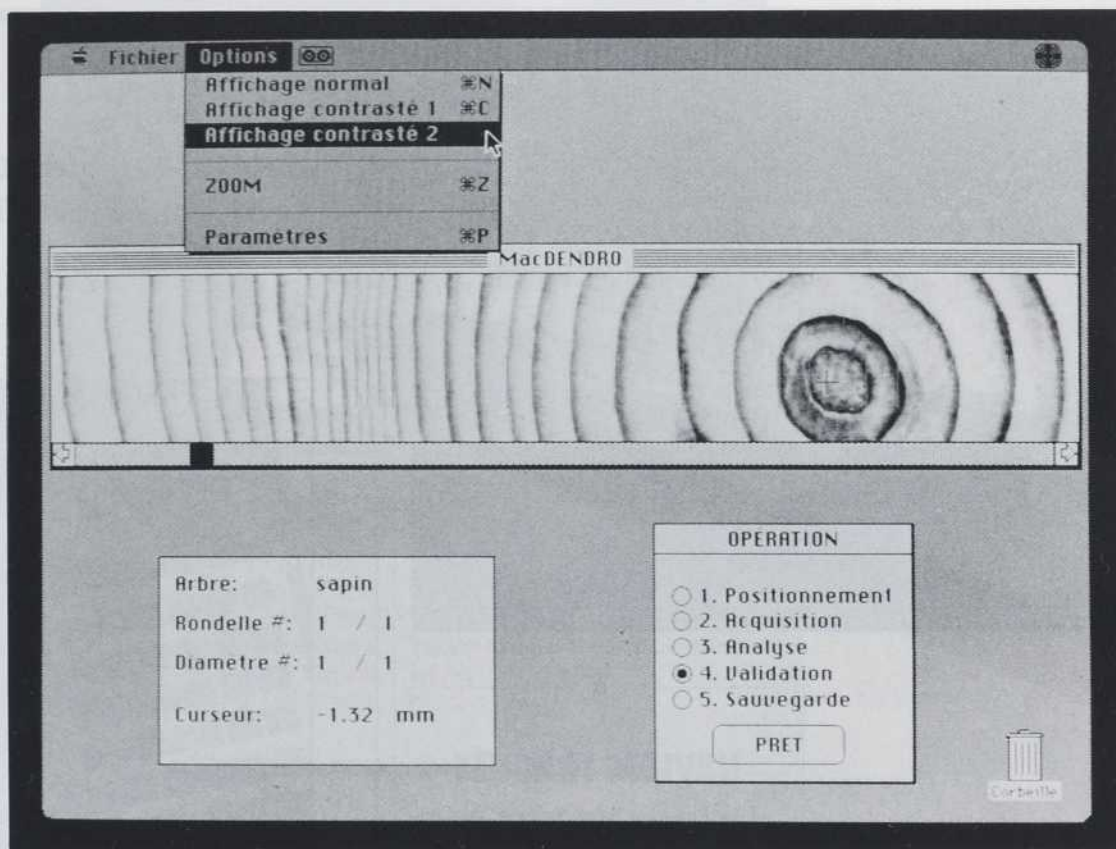 Fichier Options
Affichage normal ⌘N
Affichage contrasté 1 ⌘C
Affichage contrasté 2
ZOOM ⌘Z
Parametres ⌘P
MacDENDRO
Arbre: sapin
Rondelle #: 1 / 1
Diamètre #: 1 / 1
Curseur: -1.32 mm
OPERATION
1. Positionnement
2. Acquisition
3. Analyse
4. Validation
5. Sauvegarde
PRET
Corbeille